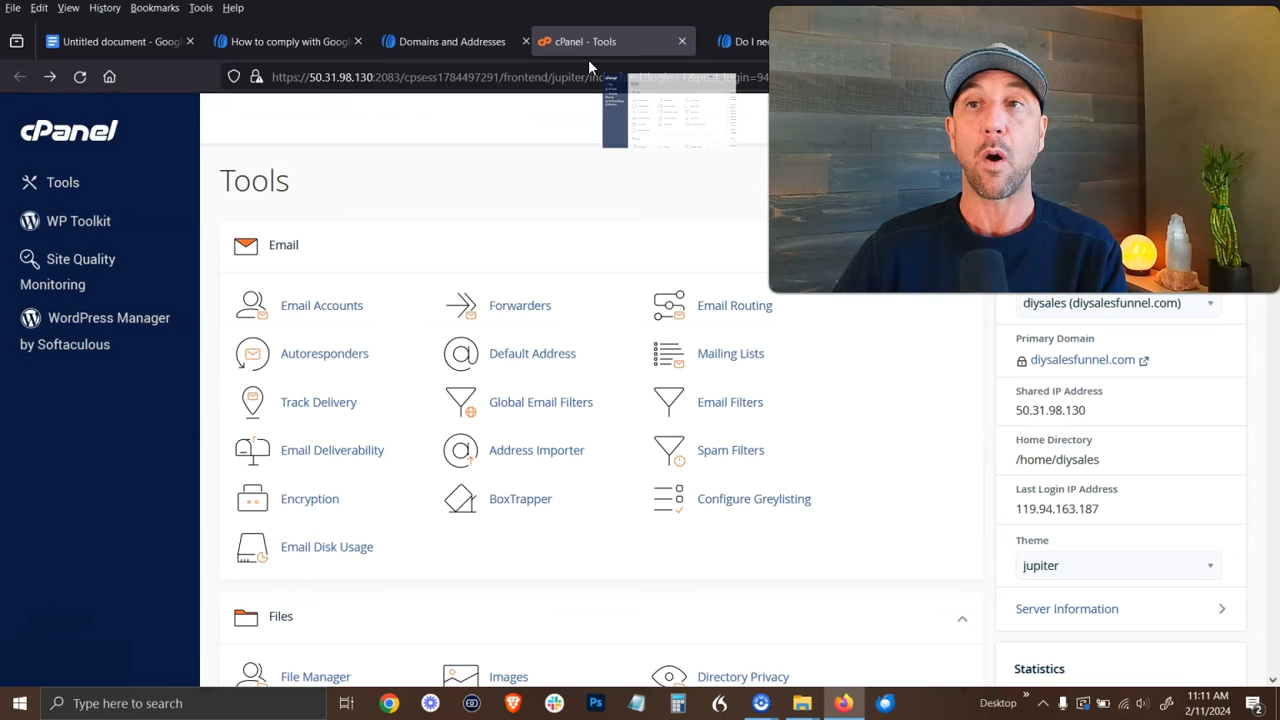 File Edit View History Bookmarks Tools Help
Untitled document - Googl
How to comply with Googl
Domains and Addresses
cPanel - Tools
Do I nee
https://50.31.98.130:2083/cpsess1784497291/frontend/jupiter/
cPanel
Tools
WP Toolkit
Site Quality
Monitoring
WordPress Manager
by Softaculous
Tools
Email
Email Accounts
Forwarders
Email Routing
Autoresponders
Default Address
Mailing Lists
Track Delivery
Global Email Filters
Email Filters
Email Deliverability
Address Importer
Spam Filters
Encryption
BoxTrapper
Configure Greylisting
Email Disk Usage
Files
File Manager
Images
Directory Privacy
diysales (diysalesfunnel.com)
Primary Domain
diysalesfunnel.com
Shared IP Address
50.31.98.130
Home Directory
/home/diysales
Last Login IP Address
119.94.163.187
Theme
jupiter
Server Information
Statistics
Type here to search
Desktop
11:11 AM
2/11/2024
2